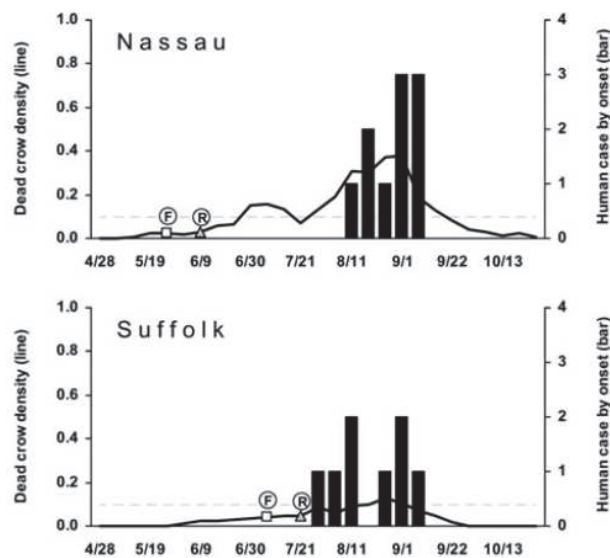 Nassau
Dead crow density (line)
1.0
0.8
0.6
0.4
0.2
0.0
F R
4
3
2
1
0
Human case by onset (bar)
4/28 5/19 6/9 6/30 7/21 8/11 9/1 9/22 10/13
Suffolk
Dead crow density (line)
1.0
0.8
0.6
0.4
0.2
0.0
F R
4
3
2
1
0
Human case by onset (bar)
4/28 5/19 6/9 6/30 7/21 8/11 9/1 9/22 10/13